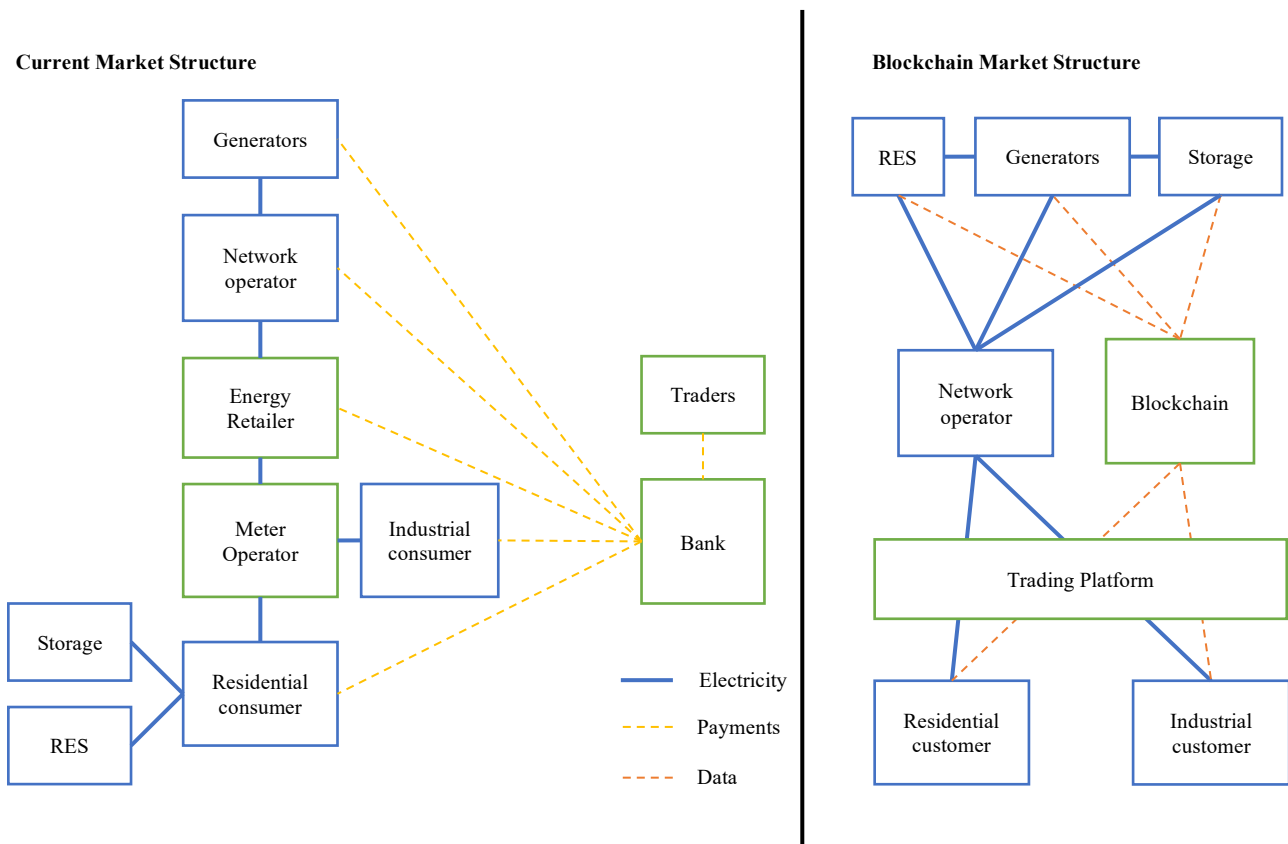 Current Market Structure
Generators
Network
operator
Energy
Retailer
Traders
Meter
Operator
Industrial
consumer
Bank
Storage
Residential
consumer
RES
Electricity
Payments
Data
Blockchain Market Structure
RES
Generators
Storage
Network
operator
Blockchain
Trading Platform
Residential
customer
Industrial
customer